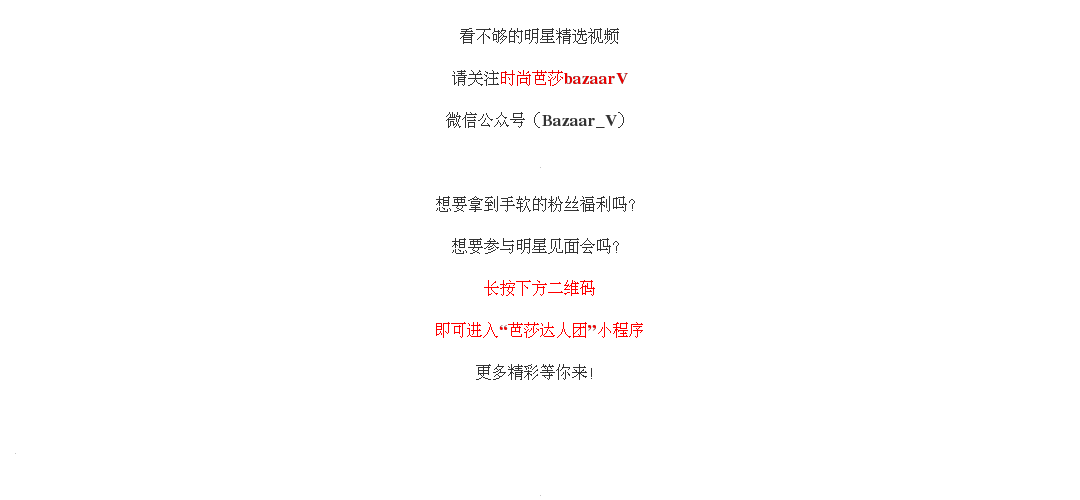 看不够的明星精选视频
请关注时尚芭莎bazaarV
微信公众号（Bazaar_V）
想要拿到手软的粉丝福利吗？
想要参与明星见面会吗？
长按下方二维码
即可进入“芭莎达人团”小程序
更多精彩等你来！